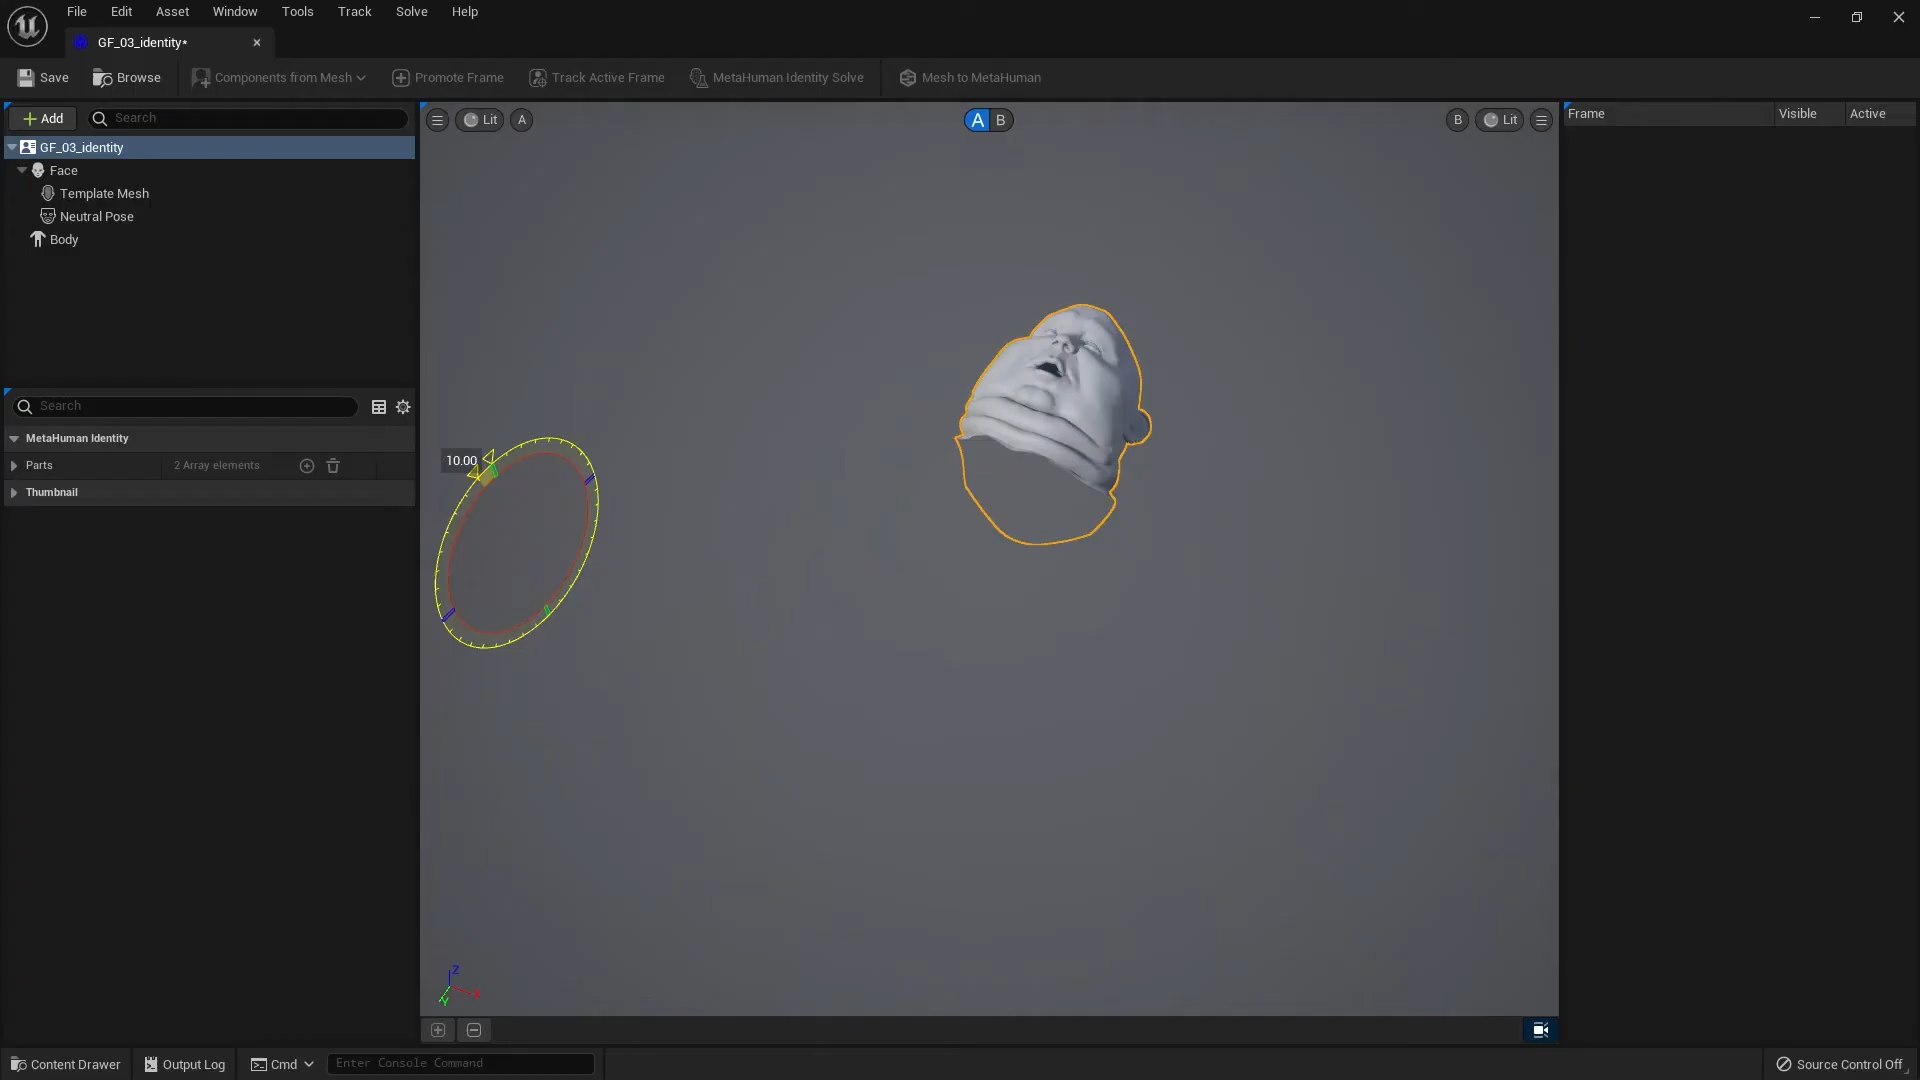 File Edit Asset Window Tools Track Solve Help
GF_03_identity*
Save Browse Components from Mesh Promote Frame Track Active Frame MetaHuman Identity Solve Mesh to MetaHuman
Add Search
GF_03_identity
Face
Template Mesh
Neutral Pose
Body
Search
MetaHuman Identity
Parts 2 Array elements
Thumbnail
Lit A
A B
B Lit
10.00
Z
X
Y
Frame Visible Active
Content Drawer Output Log Cmd Enter Console Command
Source Control Off